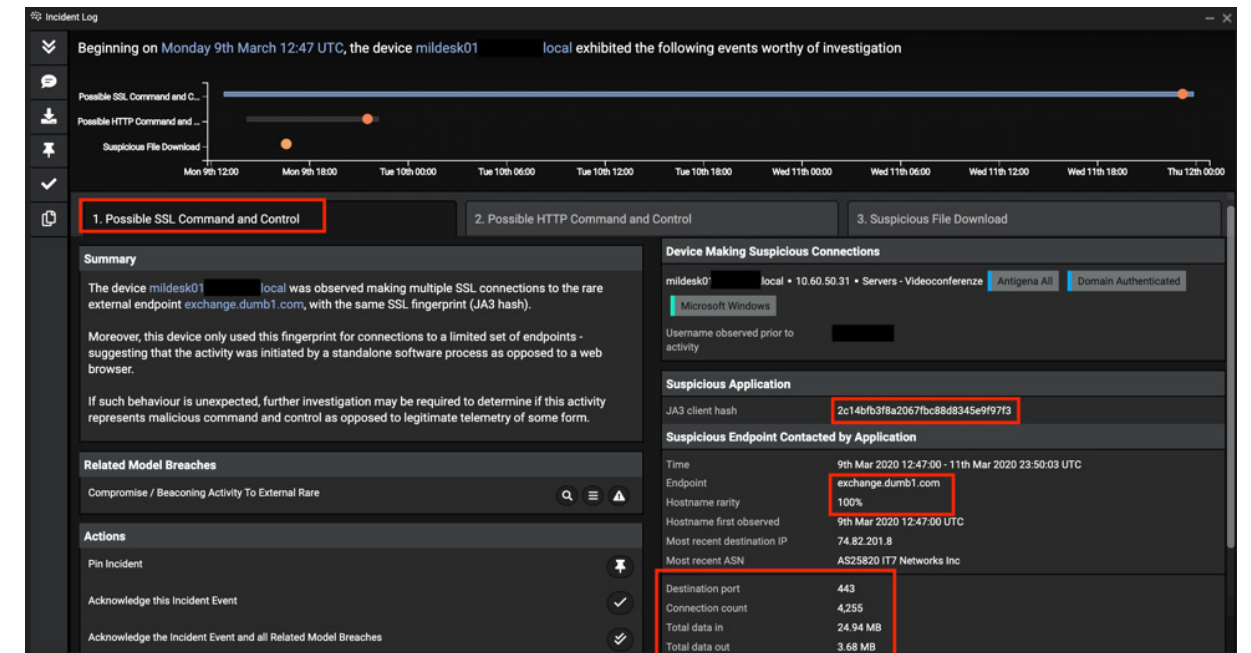 Incident Log
Beginning on Monday 9th March 12:47 UTC, the device mildesk01 local exhibited the following events worthy of investigation
Possible SSL Command and C...
Possible HTTP Command and ...
Suspicious File Download
Mon 9th 12:00 Mon 9th 18:00 Tue 10th 00:00 Tue 10th 06:00 Tue 10th 12:00 Tue 10th 18:00 Wed 11th 00:00 Wed 11th 06:00 Wed 11th 12:00 Wed 11th 18:00 Thu 12th 00:00
1. Possible SSL Command and Control 2. Possible HTTP Command and Control 3. Suspicious File Download
Summary
The device mildesk01 local was observed making multiple SSL connections to the rare
external endpoint exchange.dumb1.com, with the same SSL fingerprint (JA3 hash).
Moreover, this device only used this fingerprint for connections to a limited set of endpoints -
suggesting that the activity was initiated by a standalone software process as opposed to a web
browser.
If such behaviour is unexpected, further investigation may be required to determine if this activity
represents malicious command and control as opposed to legitimate telemetry of some form.
Related Model Breaches
Compromise / Beaconing Activity To External Rare
Actions
Pin Incident
Acknowledge this Incident Event
Acknowledge the Incident Event and all Related Model Breaches
Device Making Suspicious Connections
mildesk0 local • 10.60.50.31 • Servers - Videoconferenze Antigena All Domain Authenticated
Microsoft Windows
Username observed prior to
activity
Suspicious Application
JA3 client hash 2c14bfb3f8a2067fbc88d8345e9f97f3
Suspicious Endpoint Contacted by Application
Time 9th Mar 2020 12:47:00 - 11th Mar 2020 23:50:03 UTC
Endpoint exchange.dumb1.com
Hostname rarity 100%
Hostname first observed 9th Mar 2020 12:47:00 UTC
Most recent destination IP 74.82.201.8
Most recent ASN AS25820 IT7 Networks Inc
Destination port 443
Connection count 4,255
Total data in 24.94 MB
Total data out 3.68 MB